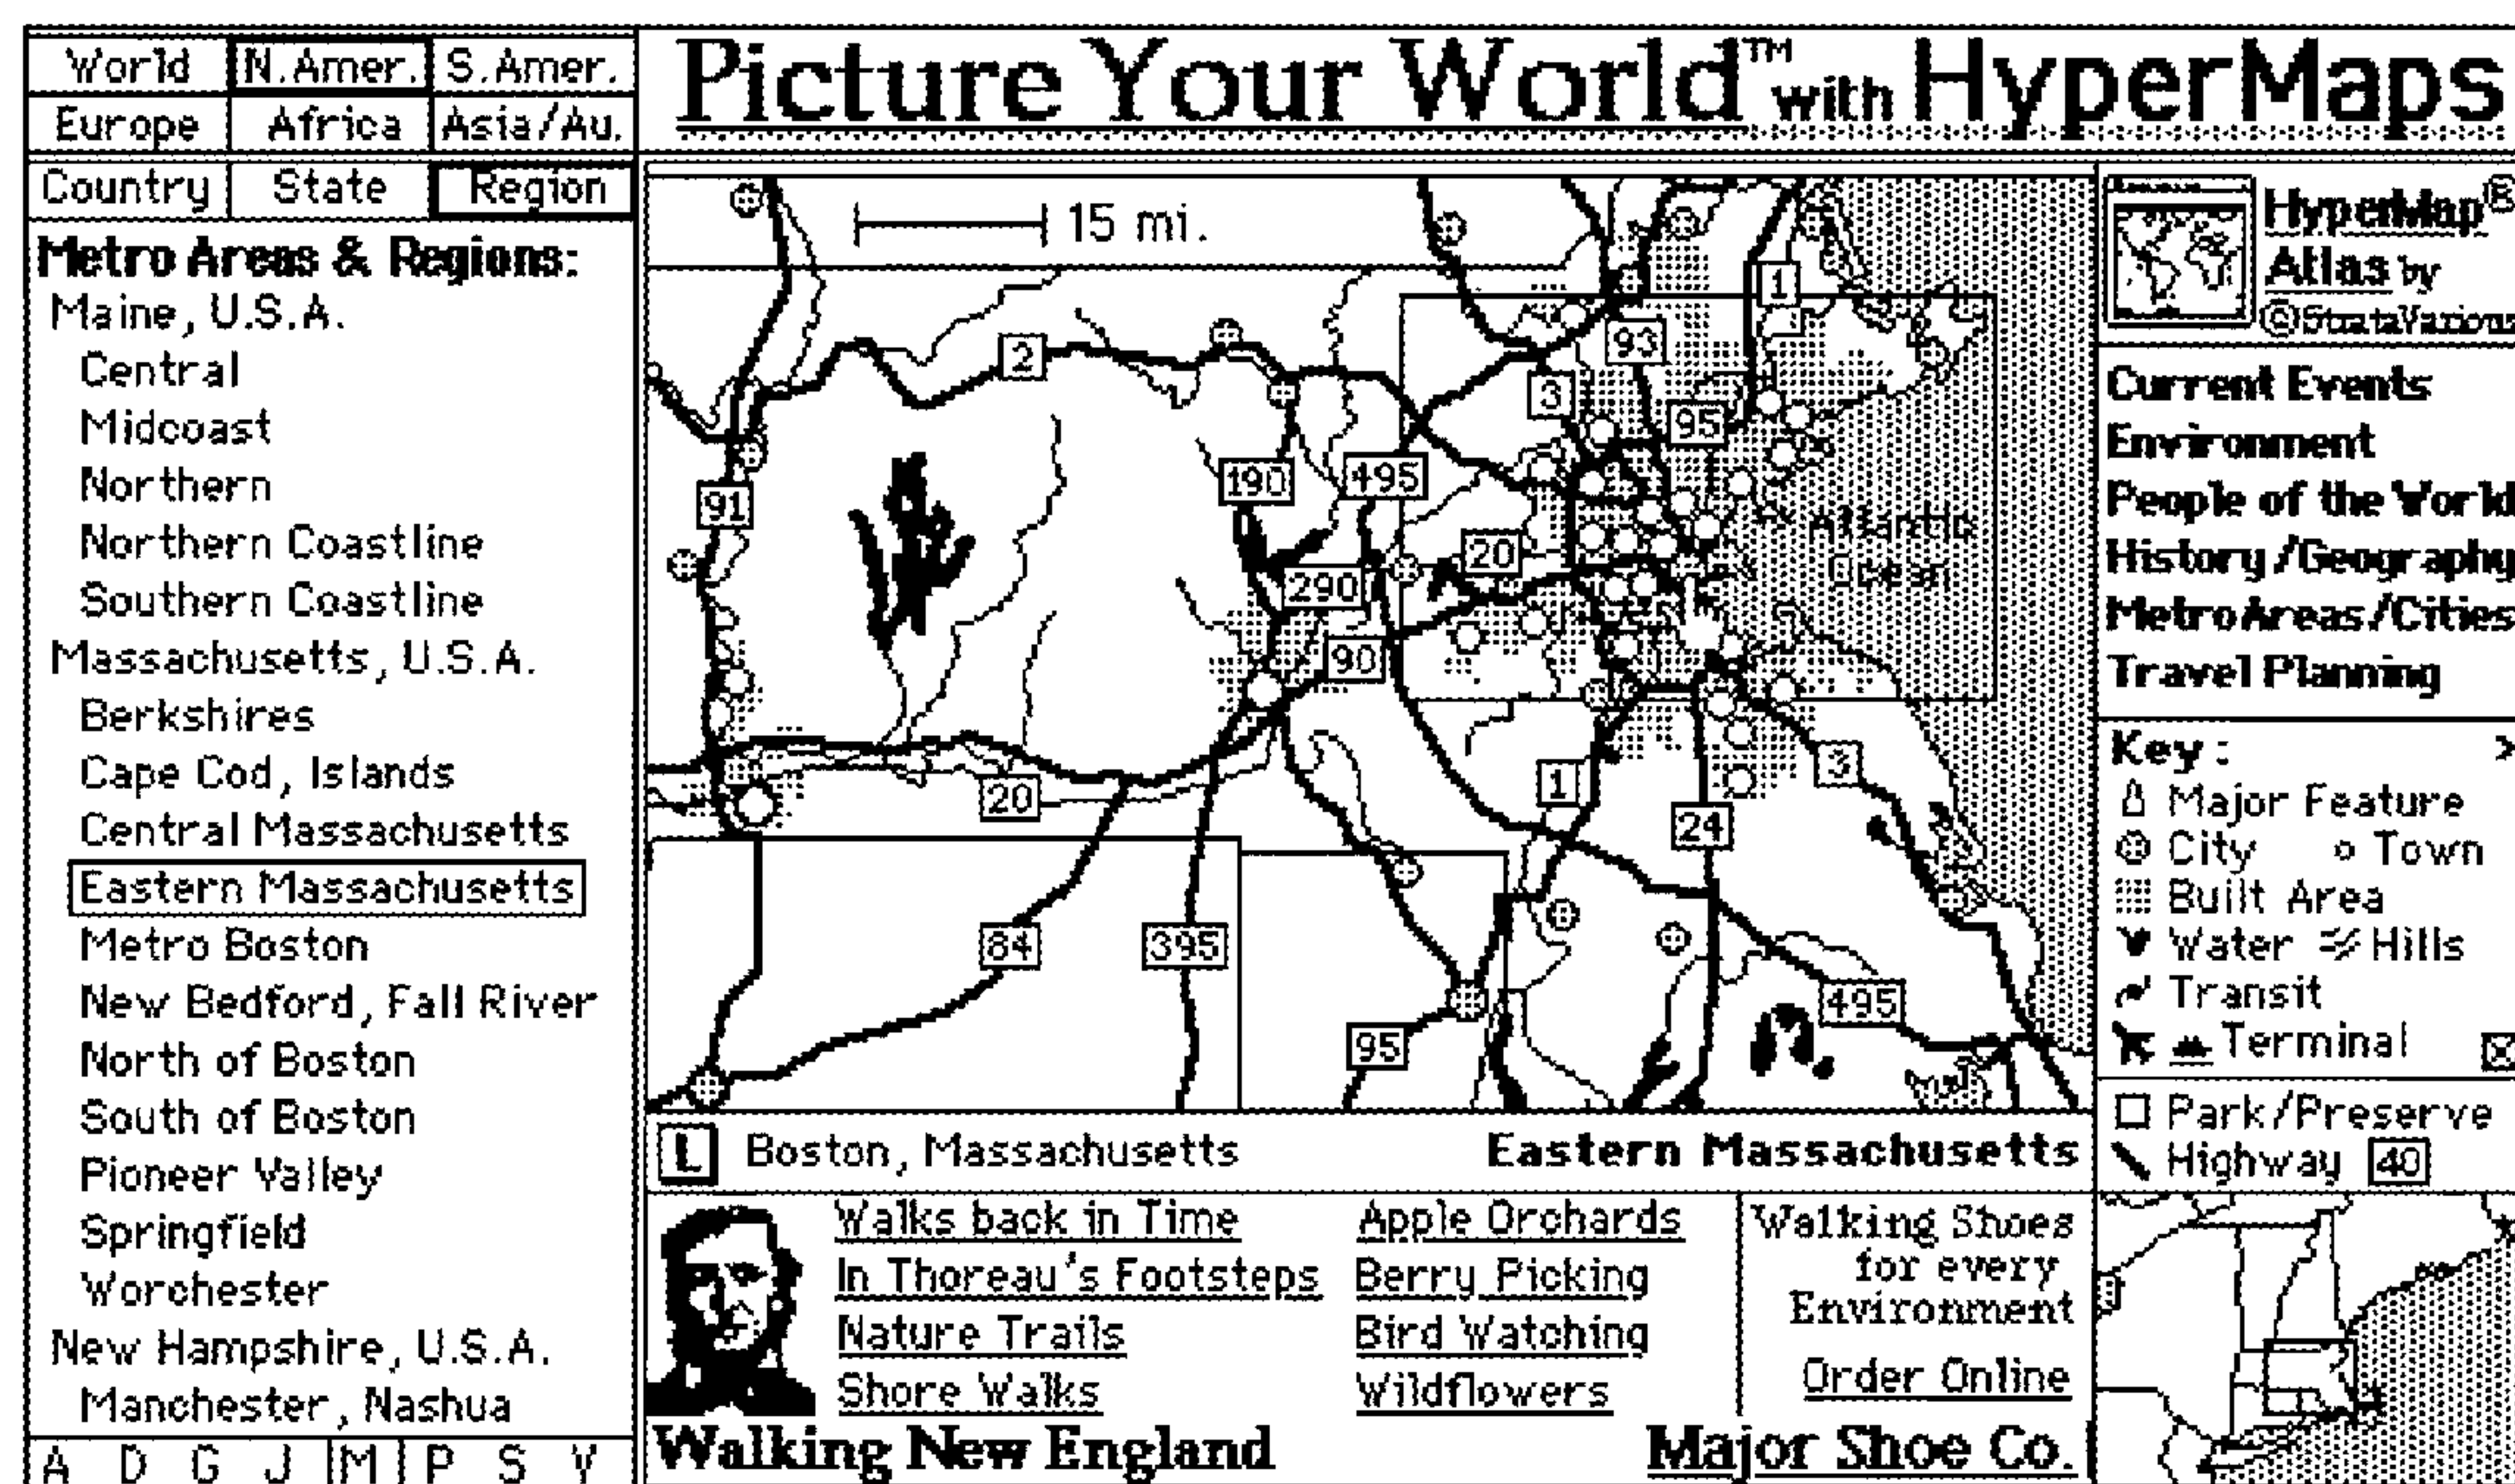 World N.Amer. S.Amer.
Europe Africa Asia/Au.
Picture Your World™ with HyperMaps
Country State Region
Metro Areas & Regions:
Maine, U.S.A.
Central
Midcoast
Northern
Northern Coastline
Southern Coastline
Massachusetts, U.S.A.
Berkshires
Cape Cod, Islands
Central Massachusetts
Eastern Massachusetts
Metro Boston
New Bedford, Fall River
North of Boston
South of Boston
Pioneer Valley
Springfield
Worchester
New Hampshire, U.S.A.
Manchester, Nashua
A D G J M P S V
15 mi.
1
2
93
3
95
190
495
91
20
290
90
Atlantic
Ocean
1
3
20
24
84
395
495
95
L Boston, Massachusetts
Eastern Massachusetts
HyperMap®
Atlas by
©StrataVarious
Current Events
Environment
People of the World
History/Geography
Metro Areas/Cities
Travel Planning
Key: >
Major Feature
City Town
Built Area
Water Hills
Transit
Terminal
Park/Preserve
Highway 40
Walks back in Time
In Thoreau's Footsteps
Nature Trails
Shore Walks
Apple Orchards
Berry Picking
Bird Watching
Wildflowers
Walking Shoes
for every
Environment
Order Online
Walking New England
Major Shoe Co.